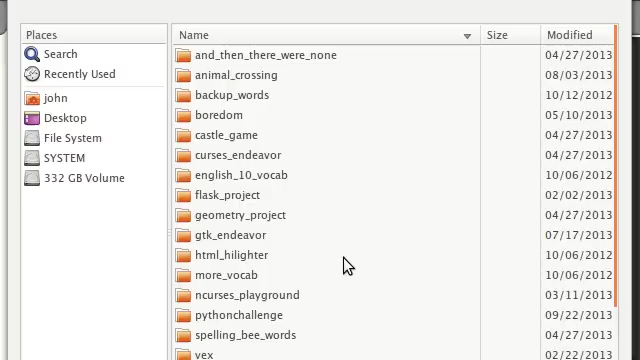 Places Name Size Modified
Search and_then_there_were_none 04/27/2013
Recently Used animal_crossing 08/03/2013
john backup_words 10/12/2012
Desktop boredom 05/10/2013
File System castle_game 04/27/2013
SYSTEM curses_endeavor 04/27/2013
332 GB Volume english_10_vocab 10/06/2012
flask_project 02/02/2013
geometry_project 04/27/2013
gtk_endeavor 07/17/2013
html_hilighter 10/06/2012
more_vocab 10/06/2012
ncurses_playground 03/11/2013
pythonchallenge 09/22/2013
spelling_bee_words 04/27/2013
vex 02/22/2013